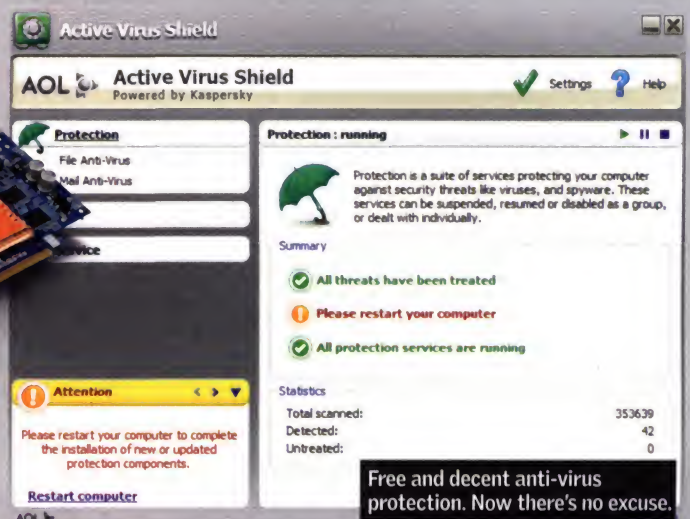 Active Virus Shield
AOL Active Virus Shield
Powered by Kaspersky
Settings
Help
Protection
File Anti-Virus
Mail Anti-Virus
Protection : running
Protection is a suite of services protecting your computer
against security threats like viruses, and spyware. These
services can be suspended, resumed or disabled as a group,
or dealt with individually.
Summary
All threats have been treated
Please restart your computer
All protection services are running
Attention
Please restart your computer to complete
the installation of new or updated
protection components.
Restart computer
AOL
Statistics
Total scanned: 353639
Detected: 42
Untreated: 0
Free and decent anti-virus
protection. Now there's no excuse.